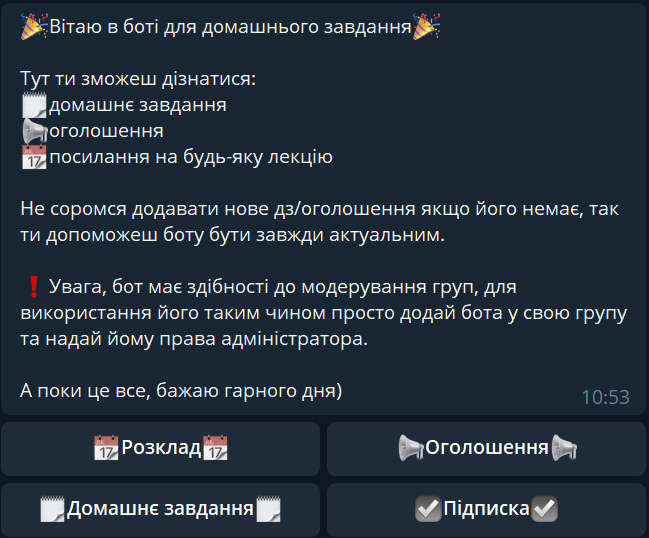 🎉Вітаю в боті для домашнього завдання🎉
Тут ти зможеш дізнатися:
🗒домашнє завдання
📢оголошення
📅посилання на будь-яку лекцію
Не соромся додавати нове дз/оголошення якщо його немає, так
ти допоможеш боту бути завжди актуальним.
❗Увага, бот має здібності до модерування груп, для
використання його таким чином просто додай бота у свою групу
та надай йому права адміністратора.
А поки це все, бажаю гарного дня)
10:53
📅Розклад📅
📢Оголошення📢
🗒Домашнє завдання🗒
☑Підписка☑